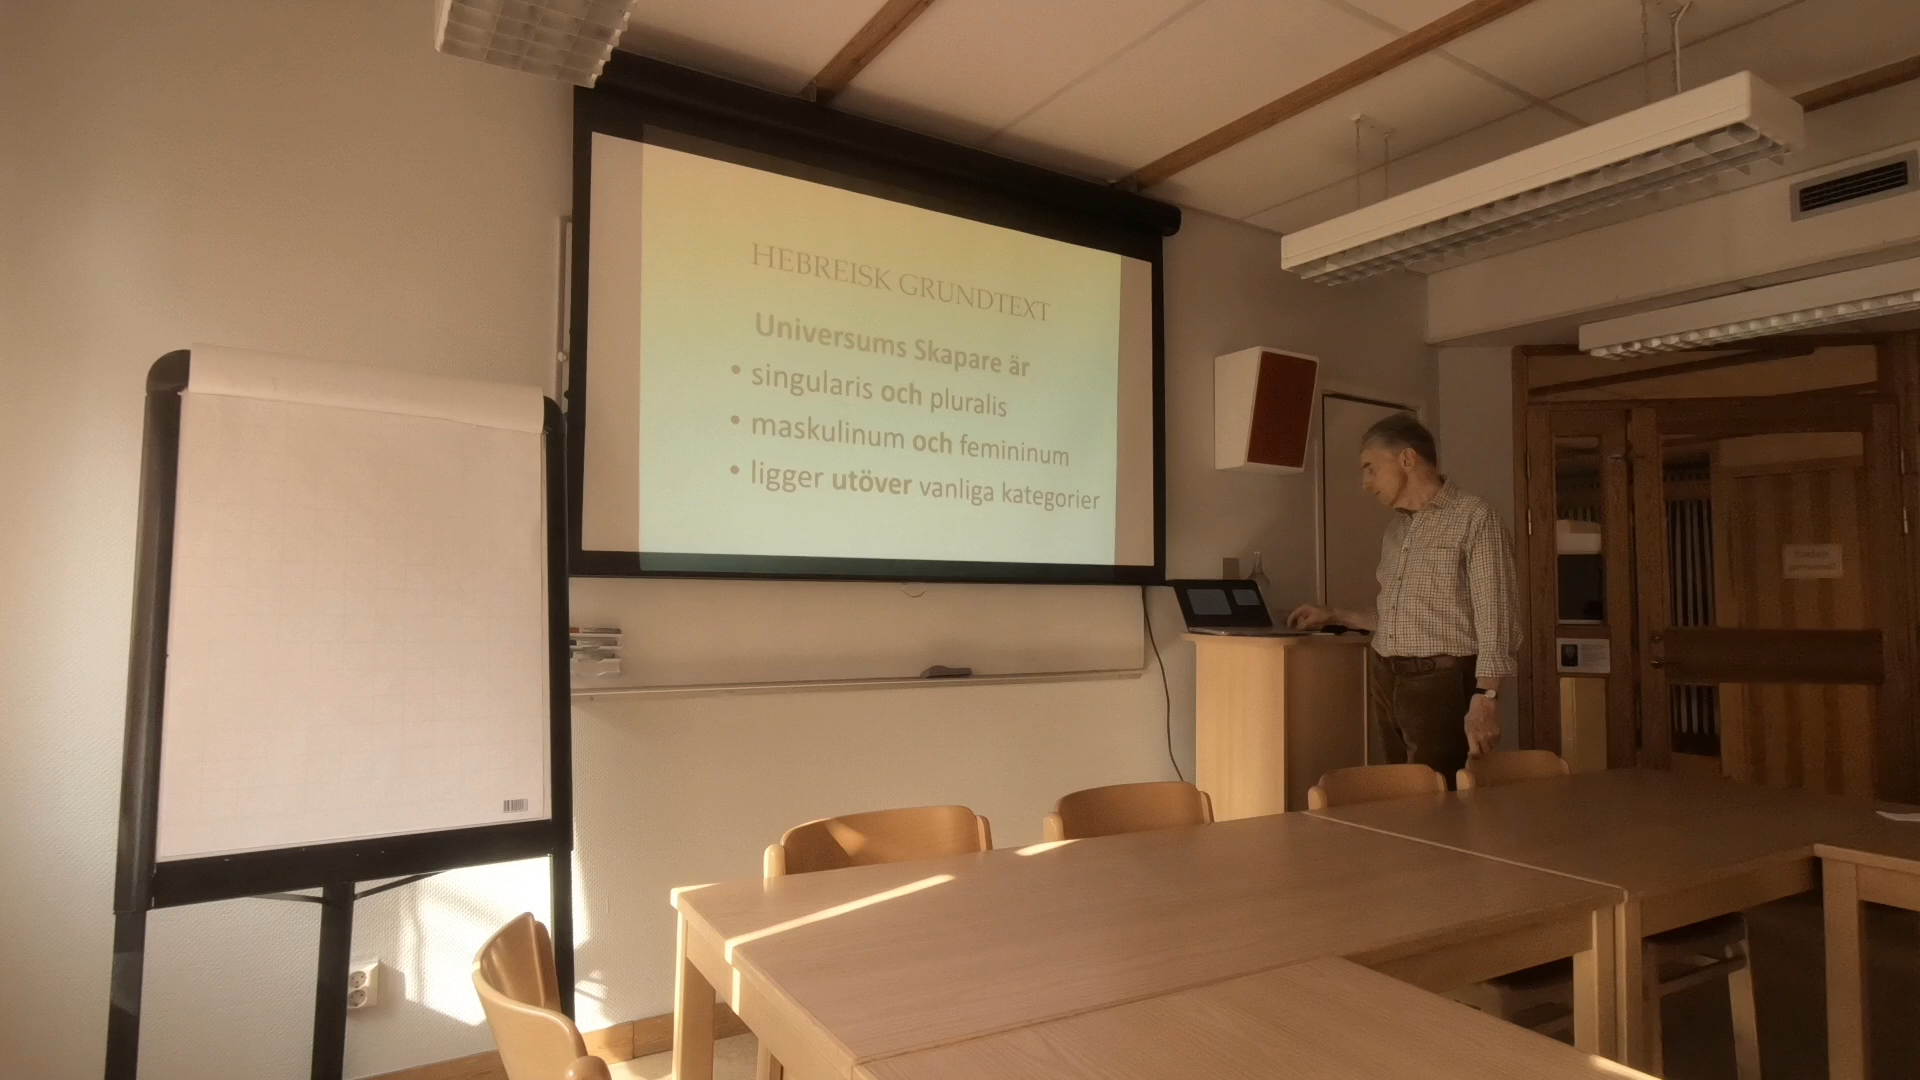 HEBREISK GRUNDTEXT
Universums Skapare är
• singularis och pluralis
• maskulinum och femininum
• ligger utöver vanliga kategorier